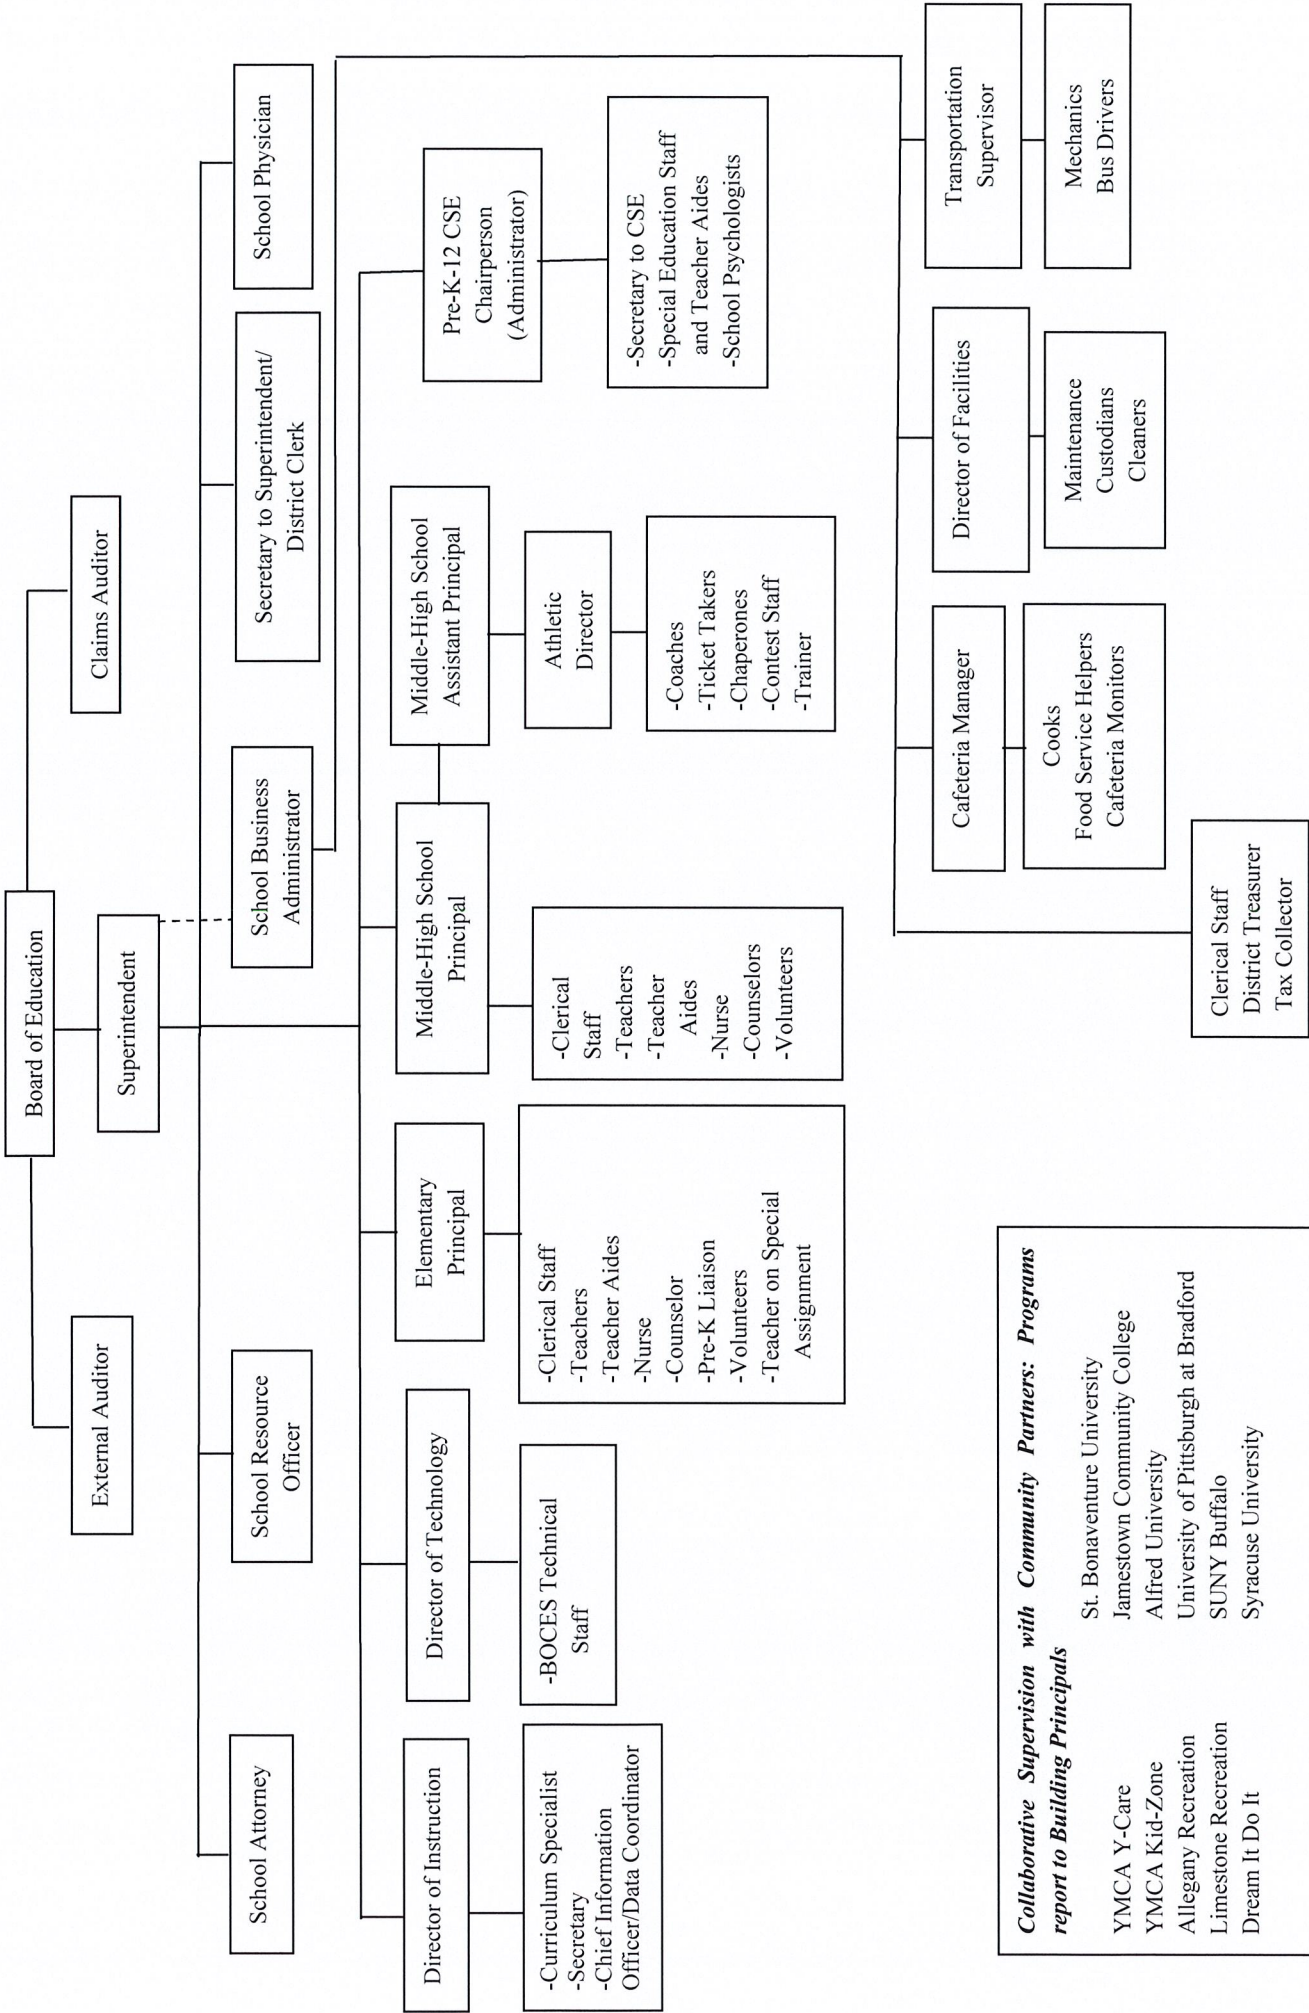 Board of Education
External Auditor
Claims Auditor
Superintendent
School Attorney
School Resource
Officer
School Business
Administrator
Secretary to Superintendent/
District Clerk
School Physician
Director of Instruction
-Curriculum Specialist
-Secretary
-Chief Information
Officer/Data Coordinator
Director of Technology
-BOCES Technical
Staff
Elementary
Principal
-Clerical Staff
-Teachers
-Teacher Aides
-Nurse
-Counselor
-Pre-K Liaison
-Volunteers
-Teacher on Special
Assignment
Middle-High School
Principal
-Clerical
Staff
-Teachers
-Teacher
Aides
-Nurse
-Counselors
-Volunteers
Middle-High School
Assistant Principal
Athletic
Director
-Coaches
-Ticket Takers
-Chaperones
-Contest Staff
-Trainer
Pre-K-12 CSE
Chairperson
(Administrator)
-Secretary to CSE
-Special Education Staff
and Teacher Aides
-School Psychologists
Cafeteria Manager
Cooks
Food Service Helpers
Cafeteria Monitors
Director of Facilities
Maintenance
Custodians
Cleaners
Transportation
Supervisor
Mechanics
Bus Drivers
Clerical Staff
District Treasurer
Tax Collector
Collaborative Supervision with Community Partners: Programs
report to Building Principals
YMCA Y-Care
YMCA Kid-Zone
Allegany Recreation
Limestone Recreation
Dream It Do It
St. Bonaventure University
Jamestown Community College
Alfred University
University of Pittsburgh at Bradford
SUNY Buffalo
Syracuse University